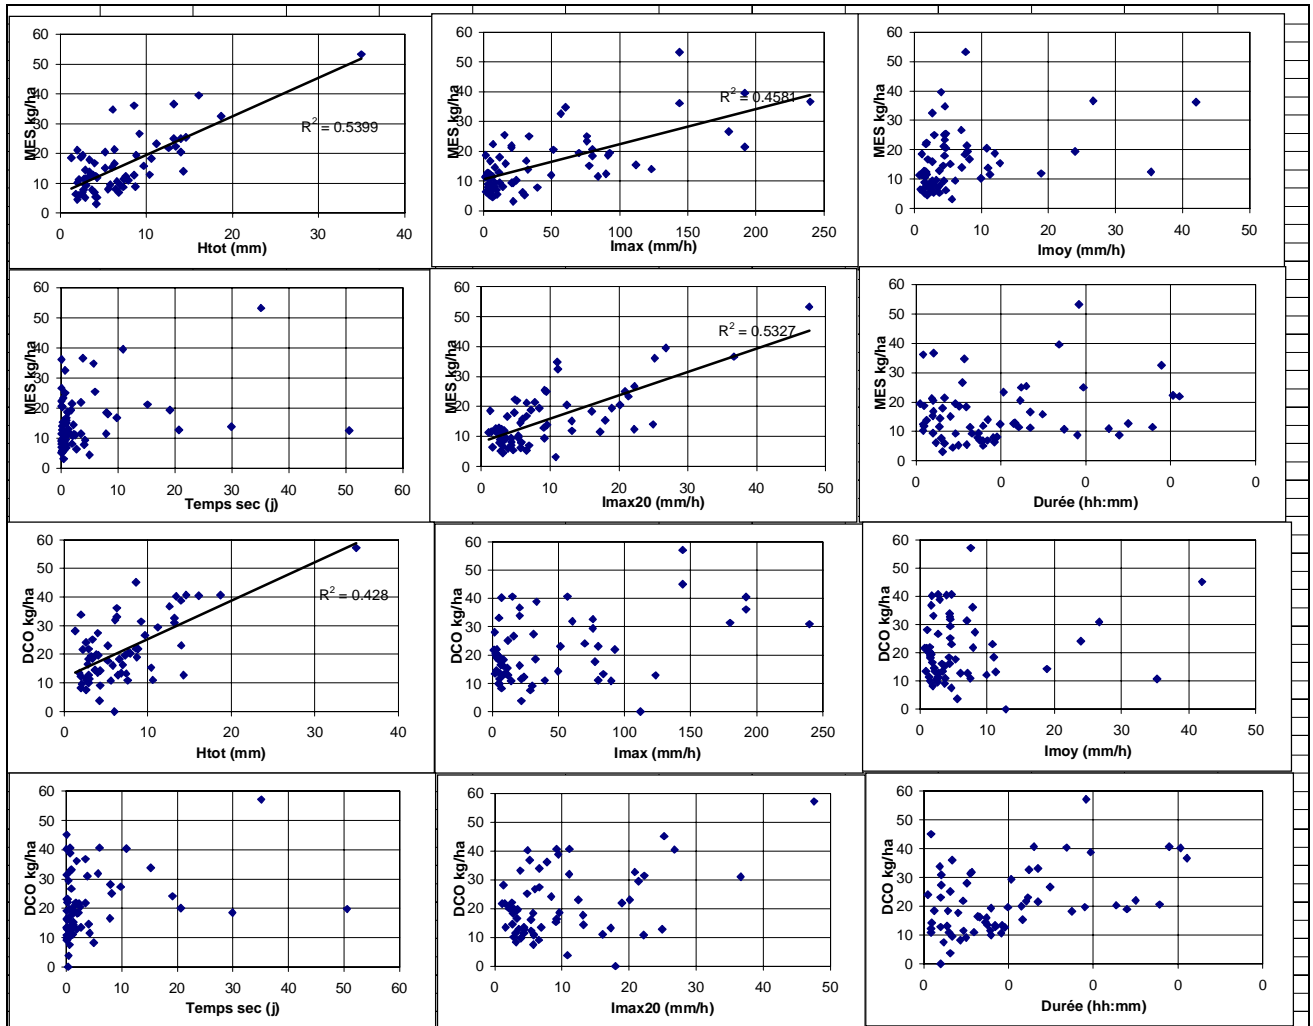 60
50
40
30
20
10
0
MES kg/ha
R² = 0.5399
0 10 20 30 40
Htot (mm)
60
50
40
30
20
10
0
MES kg/ha
R² = 0.4581
0 50 100 150 200 250
Imax (mm/h)
60
50
40
30
20
10
0
MES kg/ha
0 10 20 30 40 50
Imoy (mm/h)
60
50
40
30
20
10
0
MES kg/ha
0 10 20 30 40 50 60
Temps sec (j)
60
50
40
30
20
10
0
MES kg/ha
R² = 0.5327
0 10 20 30 40 50
Imax20 (mm/h)
60
50
40
30
20
10
0
MES kg/ha
0 0 0 0 0
Durée (hh:mm)
60
50
40
30
20
10
0
DCO kg/ha
R² = 0.428
0 10 20 30 40
Htot (mm)
60
50
40
30
20
10
0
DCO kg/ha
0 50 100 150 200 250
Imax (mm/h)
60
50
40
30
20
10
0
DCO kg/ha
0 10 20 30 40 50
Imoy (mm/h)
60
50
40
30
20
10
0
DCO kg/ha
0 10 20 30 40 50 60
Temps sec (j)
60
50
40
30
20
10
0
DCO kg/ha
0 10 20 30 40 50
Imax20 (mm/h)
60
50
40
30
20
10
0
DCO kg/ha
0 0 0 0 0
Durée (hh:mm)